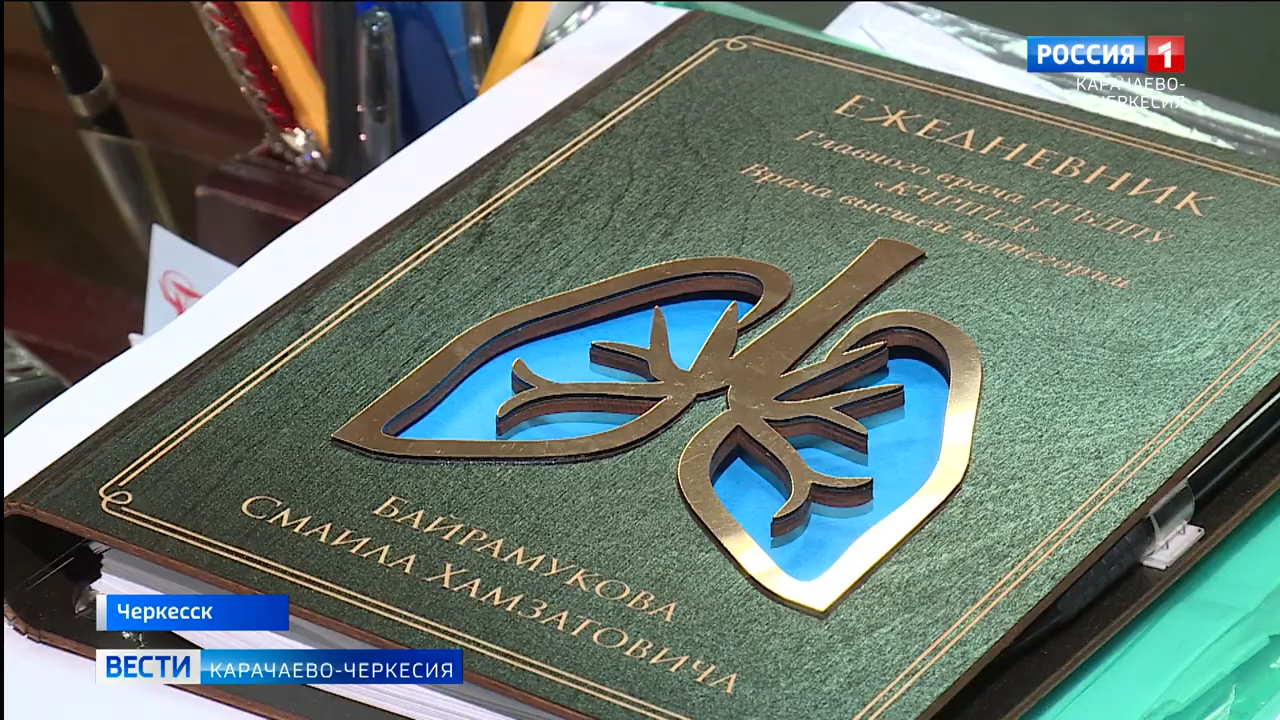 РОССИЯ 1
КАРАЧАЕВО-
ЧЕРКЕСИЯ
ЕЖЕДНЕВНИК
Главного врача РГБЛПУ
«КЧРПТД»
Врача высшей категории
БАЙРАМУКОВА
СМАИЛА ХАМЗАТОВИЧА
Черкесск
ВЕСТИ КАРАЧАЕВО-ЧЕРКЕСИЯ